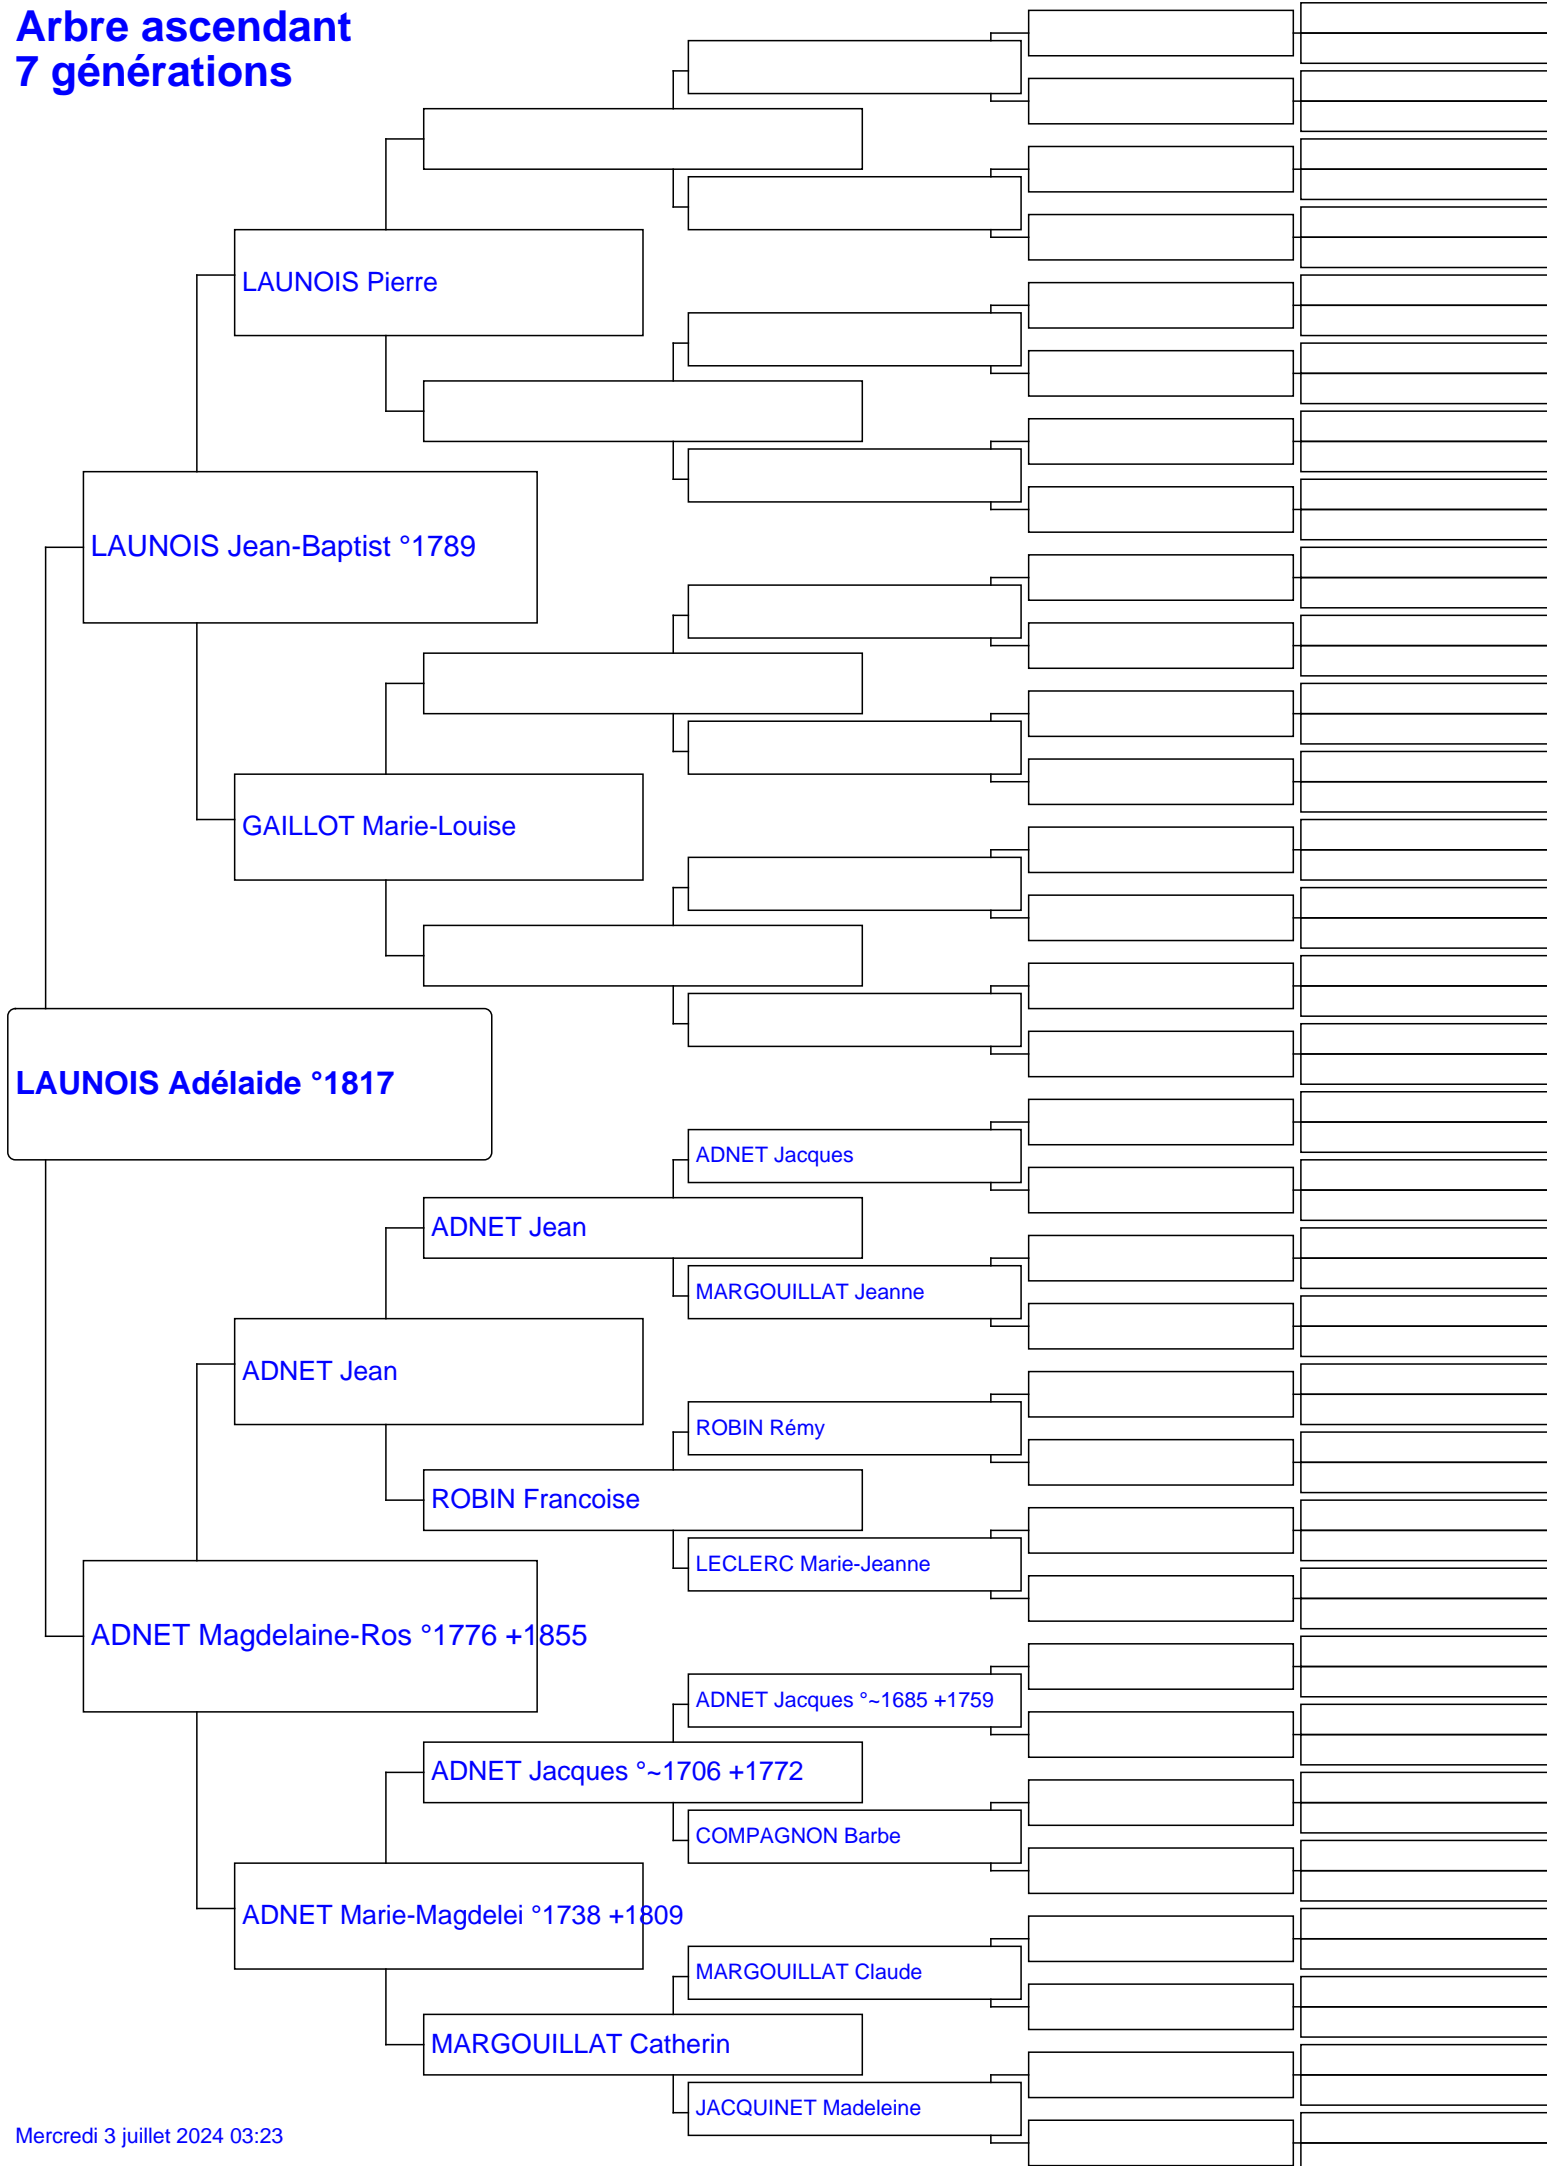 Arbre ascendant
7 générations
LAUNOIS Pierre
LAUNOIS Jean-Baptist °1789
GAILLOT Marie-Louise
LAUNOIS Adélaide °1817
ADNET Jacques
ADNET Jean
MARGOUILLAT Jeanne
ADNET Jean
ROBIN Rémy
ROBIN Francoise
LECLERC Marie-Jeanne
ADNET Magdelaine-Ros °1776 +1855
ADNET Jacques °~1685 +1759
ADNET Jacques °~1706 +1772
COMPAGNON Barbe
ADNET Marie-Magdelei °1738 +1809
MARGOUILLAT Claude
MARGOUILLAT Catherin
JACQUINET Madeleine
Mercredi 3 juillet 2024 03:23